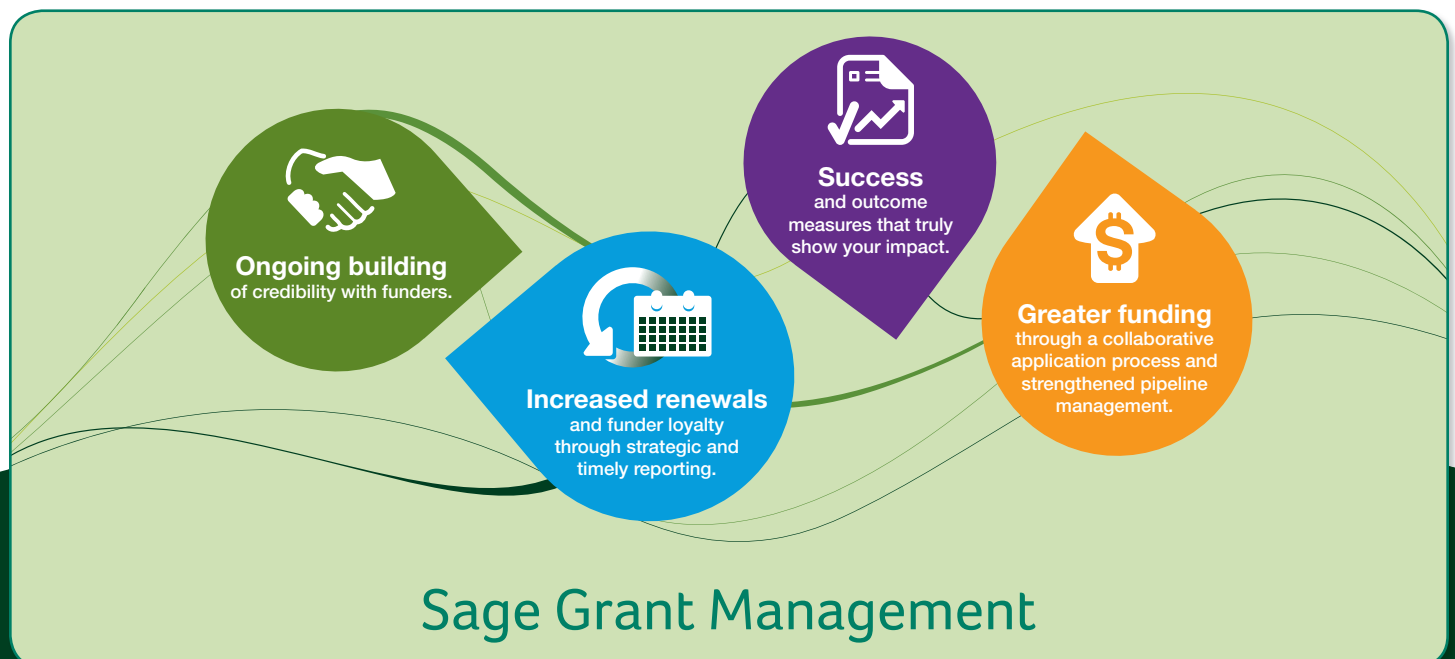 Ongoing building
of credibility with funders.
Increased renewals
and funder loyalty
through strategic and
timely reporting.
Success
and outcome
measures that truly
show your impact.
$
Greater funding
through a collaborative
application process and
strengthened pipeline
management.
Sage Grant Management